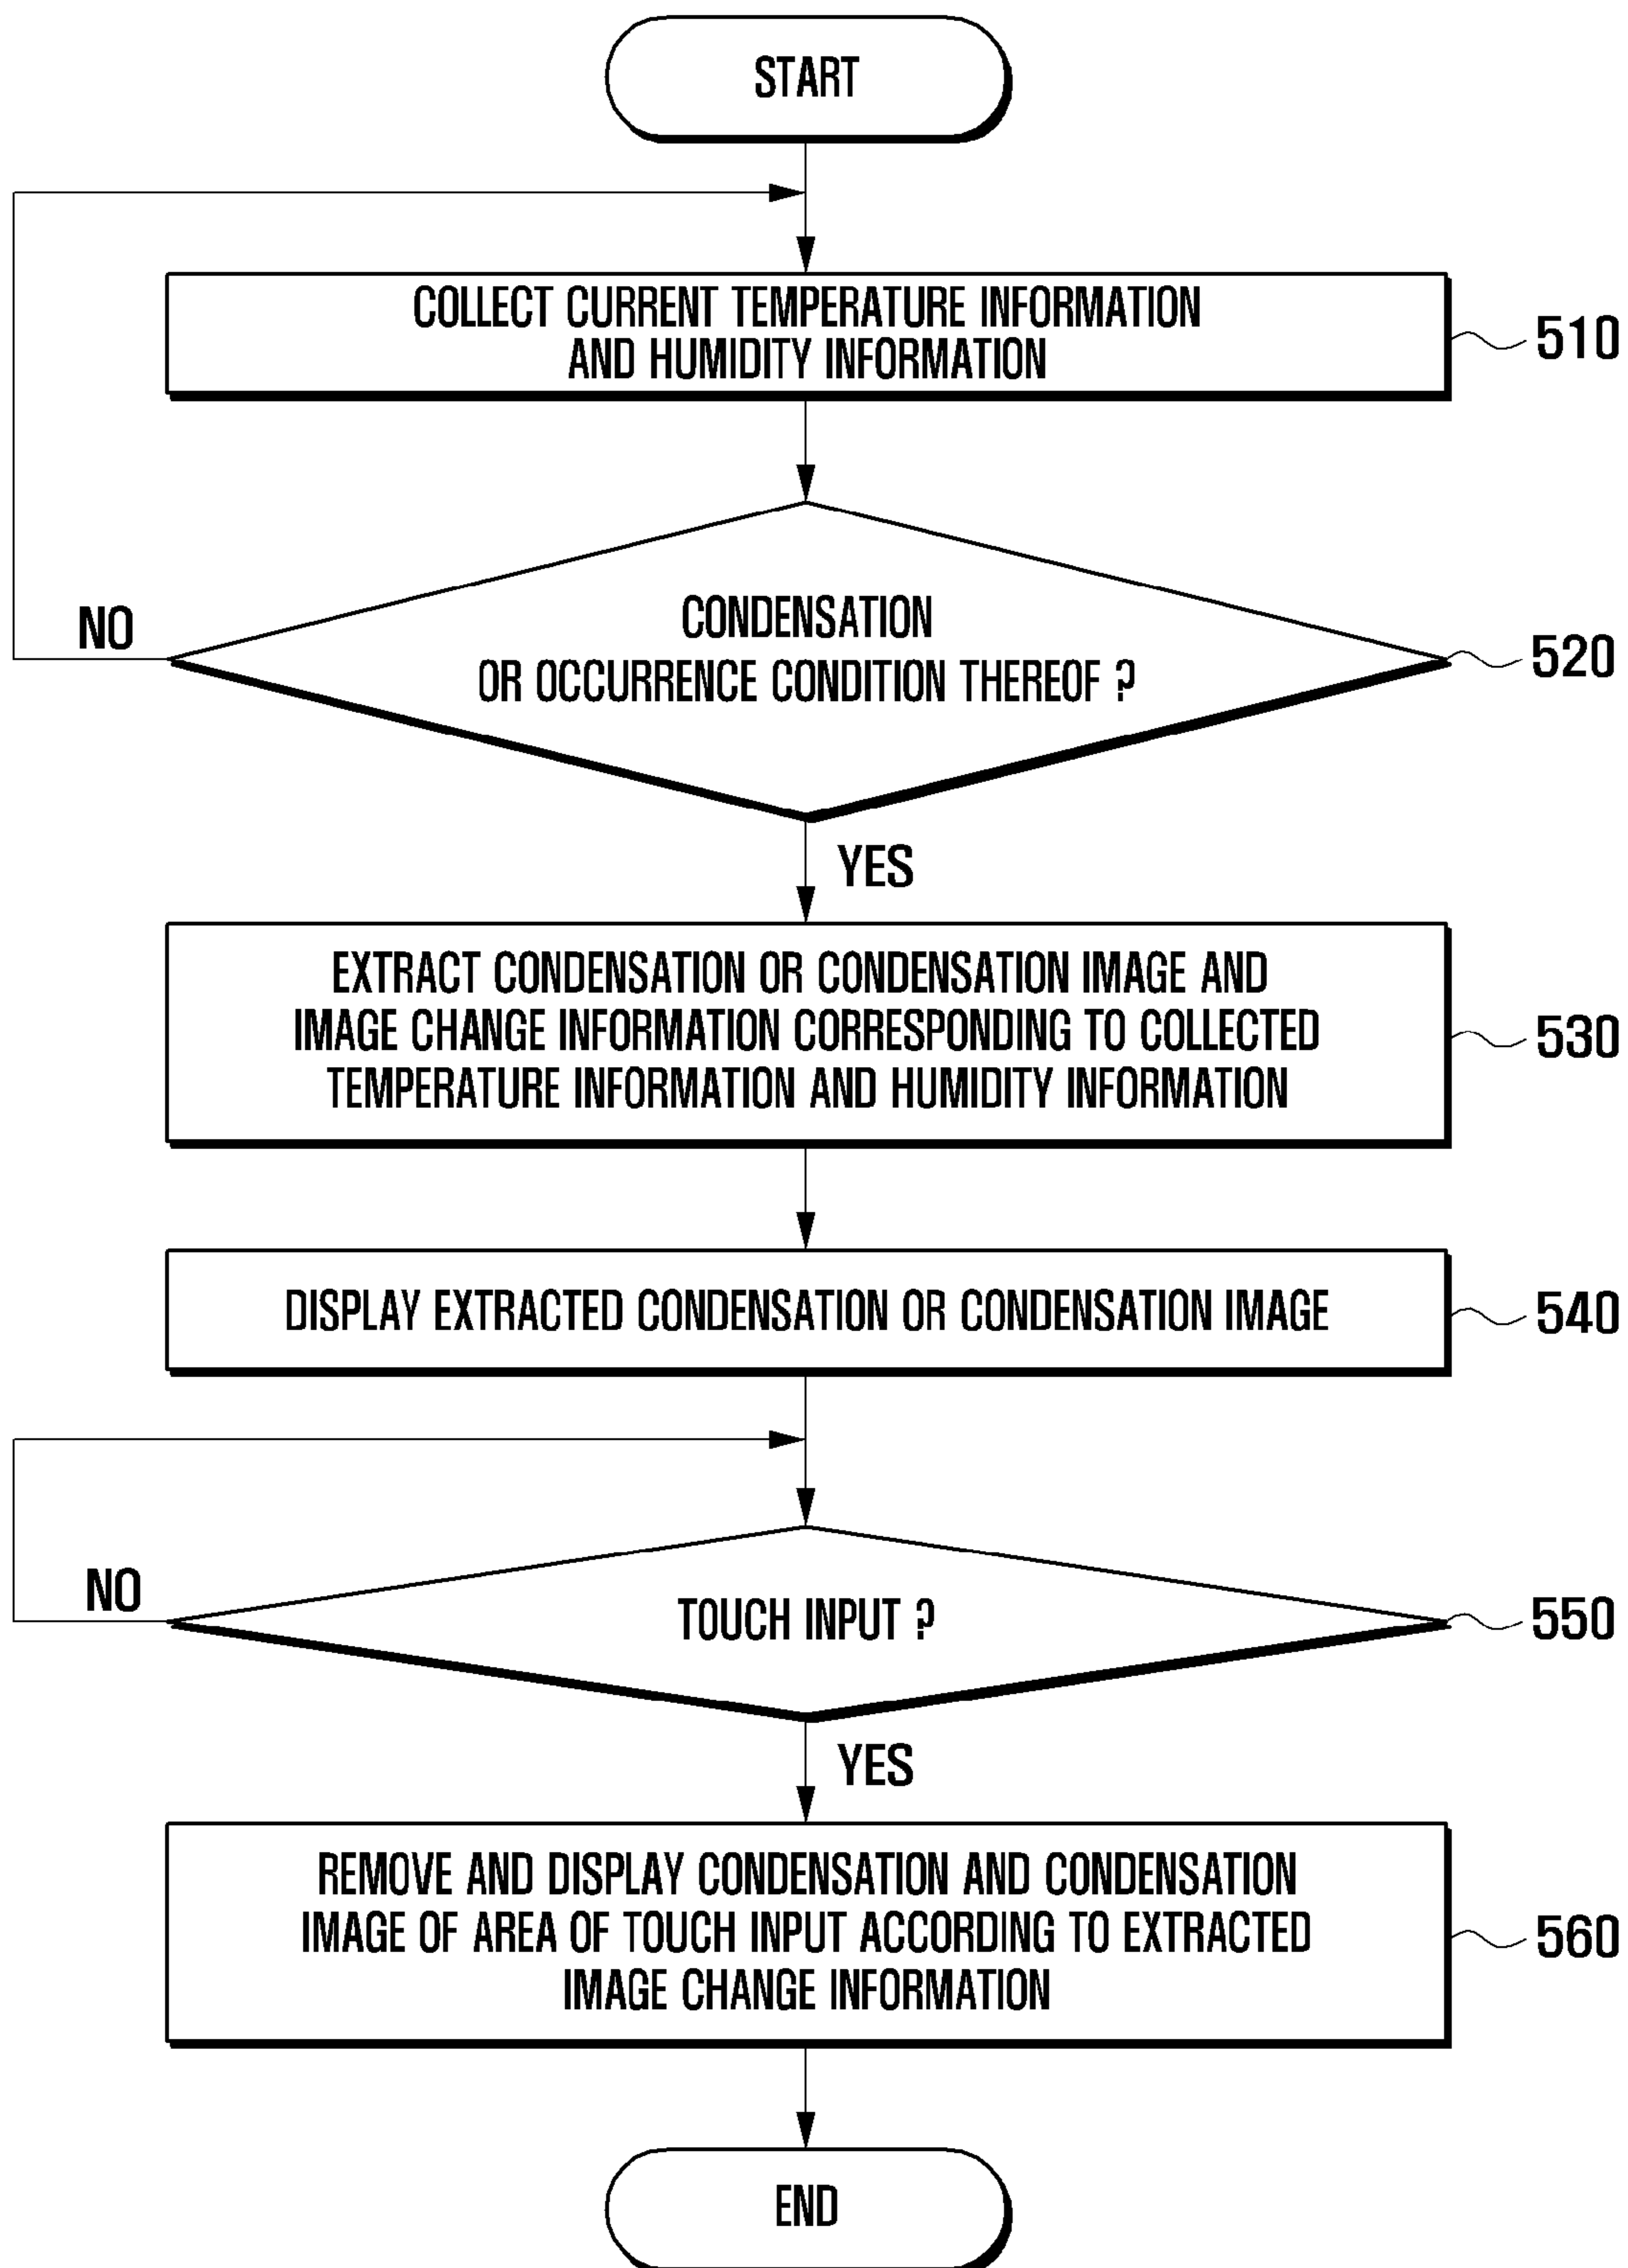 START
COLLECT CURRENT TEMPERATURE INFORMATION
AND HUMIDITY INFORMATION
510
CONDENSATION
OR OCCURRENCE CONDITION THEREOF ?
520
NO
YES
EXTRACT CONDENSATION OR CONDENSATION IMAGE AND
IMAGE CHANGE INFORMATION CORRESPONDING TO COLLECTED
TEMPERATURE INFORMATION AND HUMIDITY INFORMATION
530
DISPLAY EXTRACTED CONDENSATION OR CONDENSATION IMAGE
540
NO
TOUCH INPUT ?
550
YES
REMOVE AND DISPLAY CONDENSATION AND CONDENSATION
IMAGE OF AREA OF TOUCH INPUT ACCORDING TO EXTRACTED
IMAGE CHANGE INFORMATION
560
END